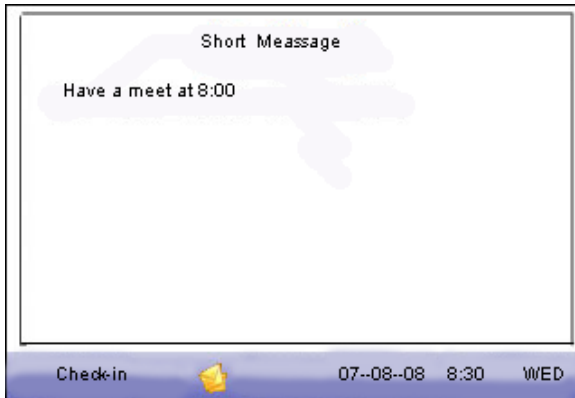 Short Meassage
Have a meet at 8:00
Check-in 07--08--08 8:30 WED